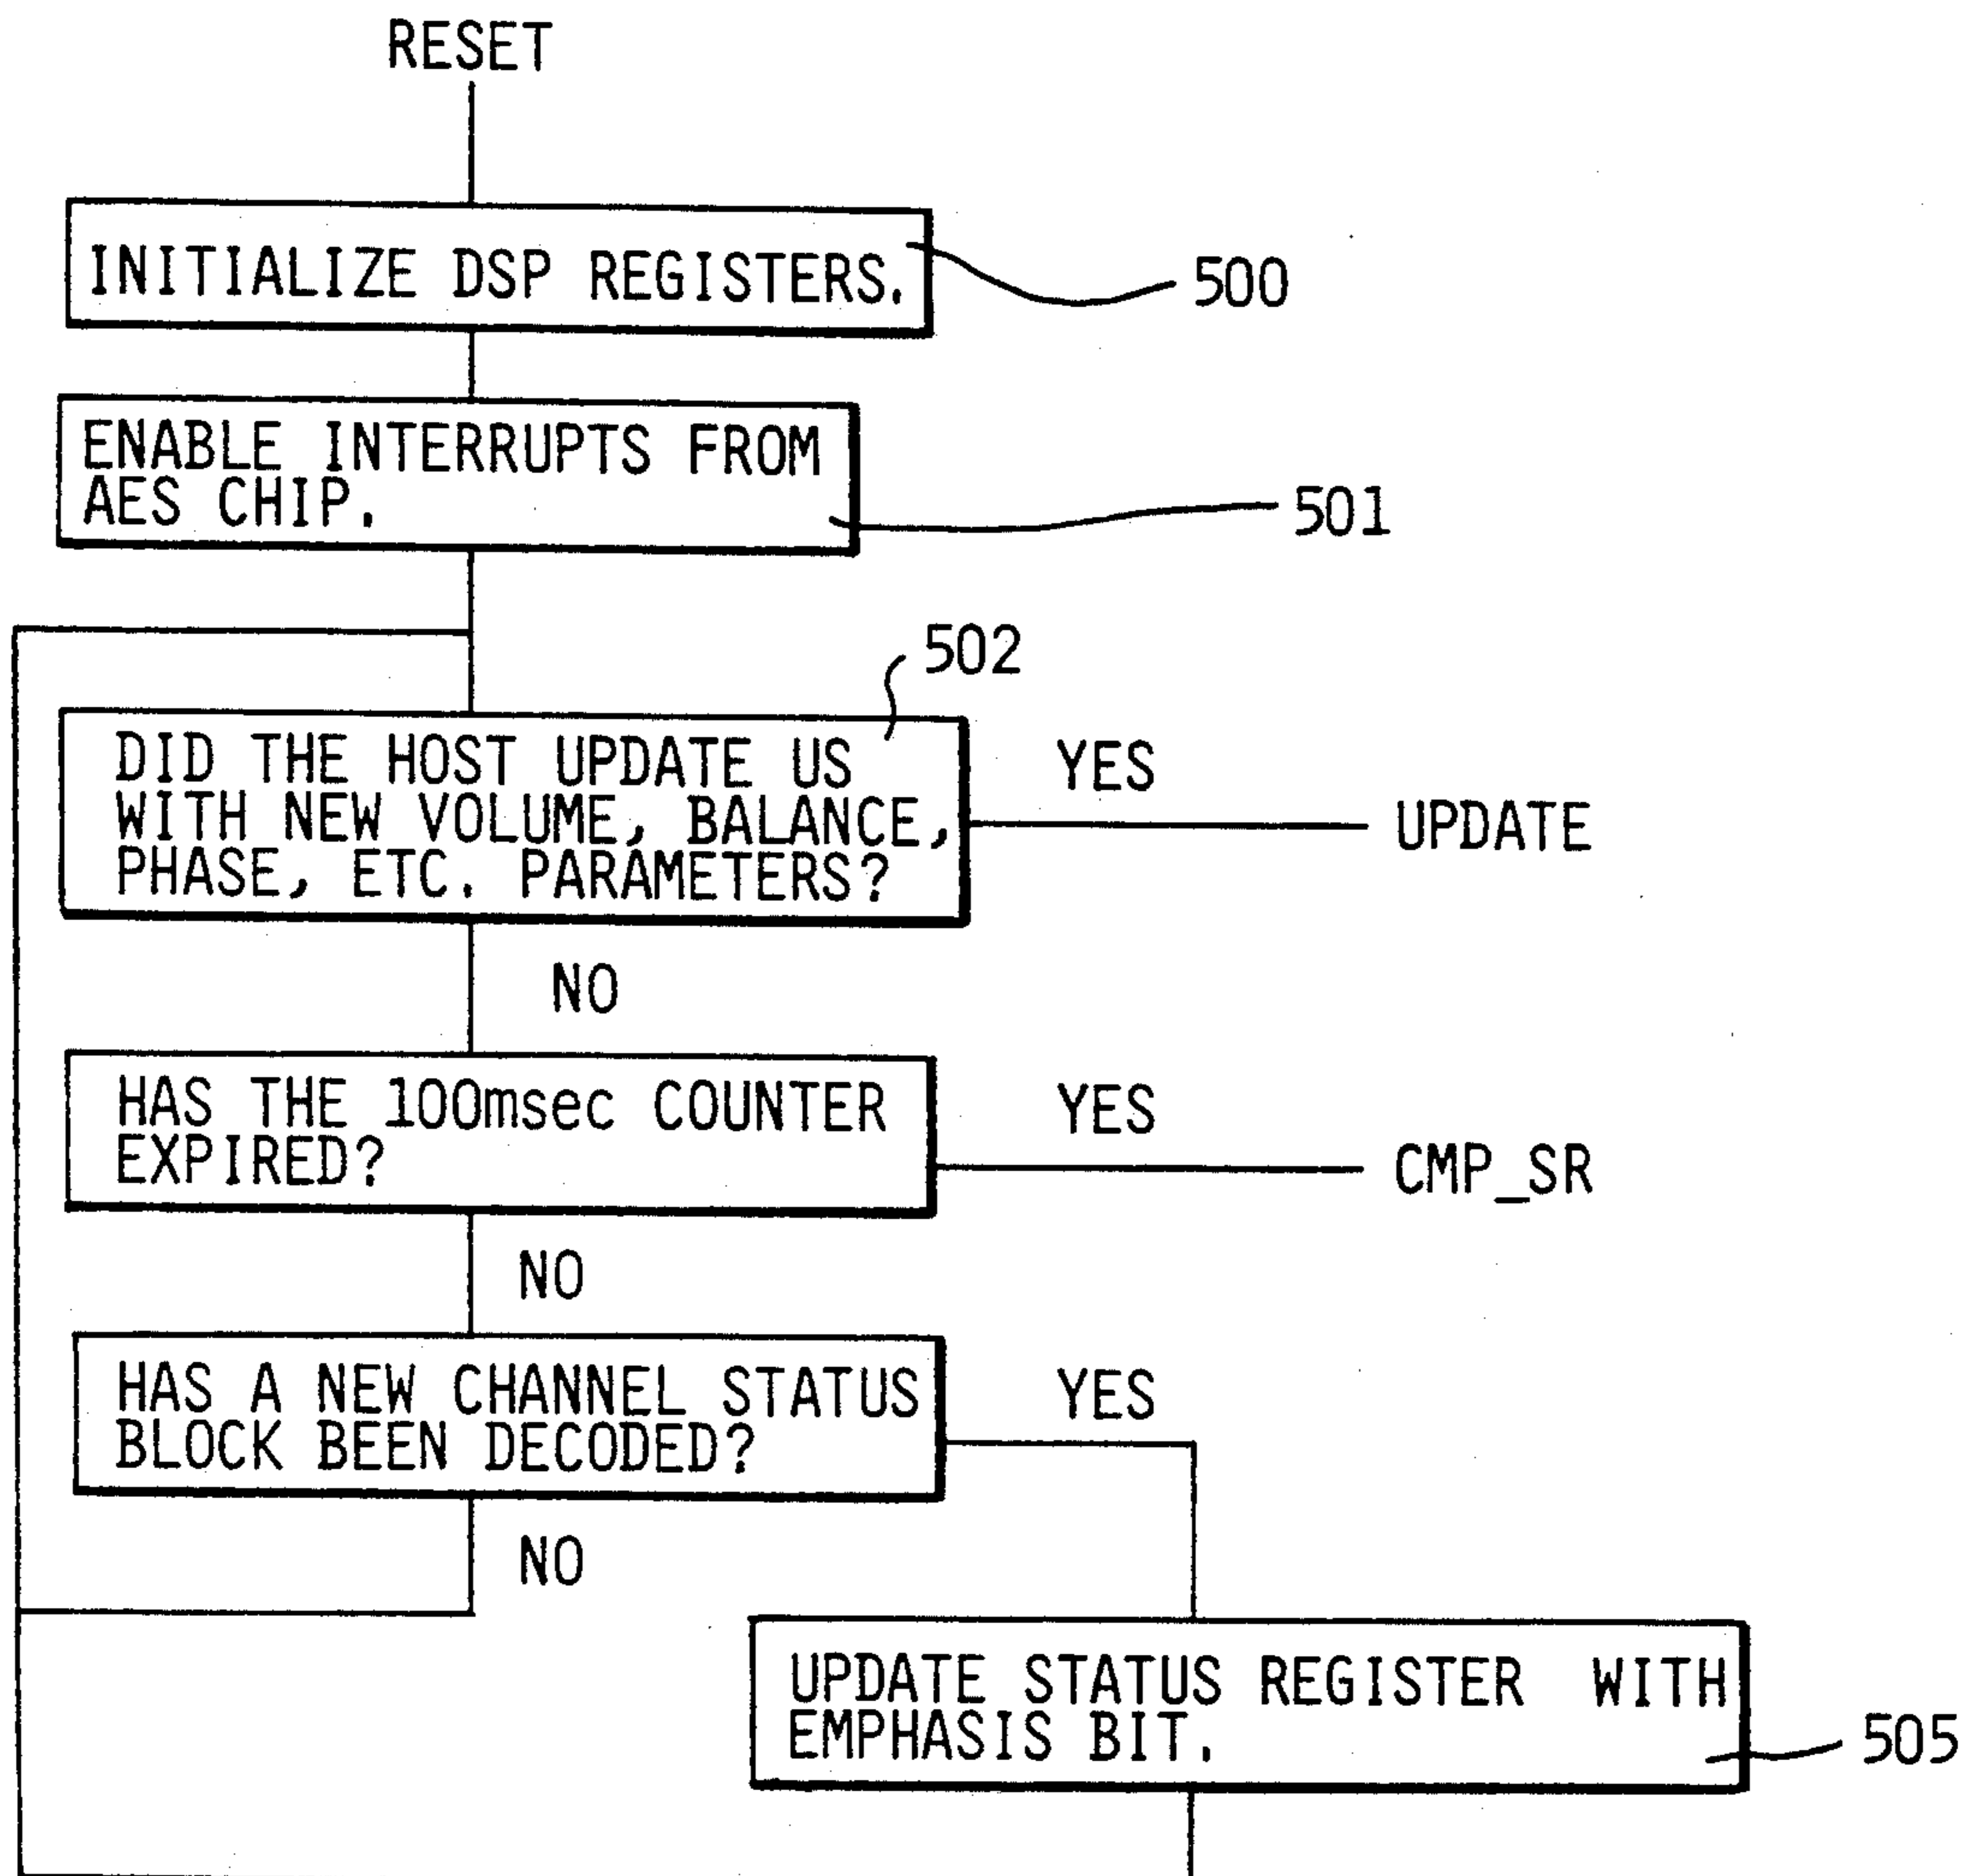 RESET
INITIALIZE DSP REGISTERS.
500
ENABLE INTERRUPTS FROM
AES CHIP.
501
502
DID THE HOST UPDATE US
WITH NEW VOLUME, BALANCE,
PHASE, ETC. PARAMETERS?
YES
UPDATE
NO
HAS THE 100msec COUNTER
EXPIRED?
YES
CMP_SR
NO
HAS A NEW CHANNEL STATUS
BLOCK BEEN DECODED?
YES
NO
UPDATE STATUS REGISTER WITH
EMPHASIS BIT.
505